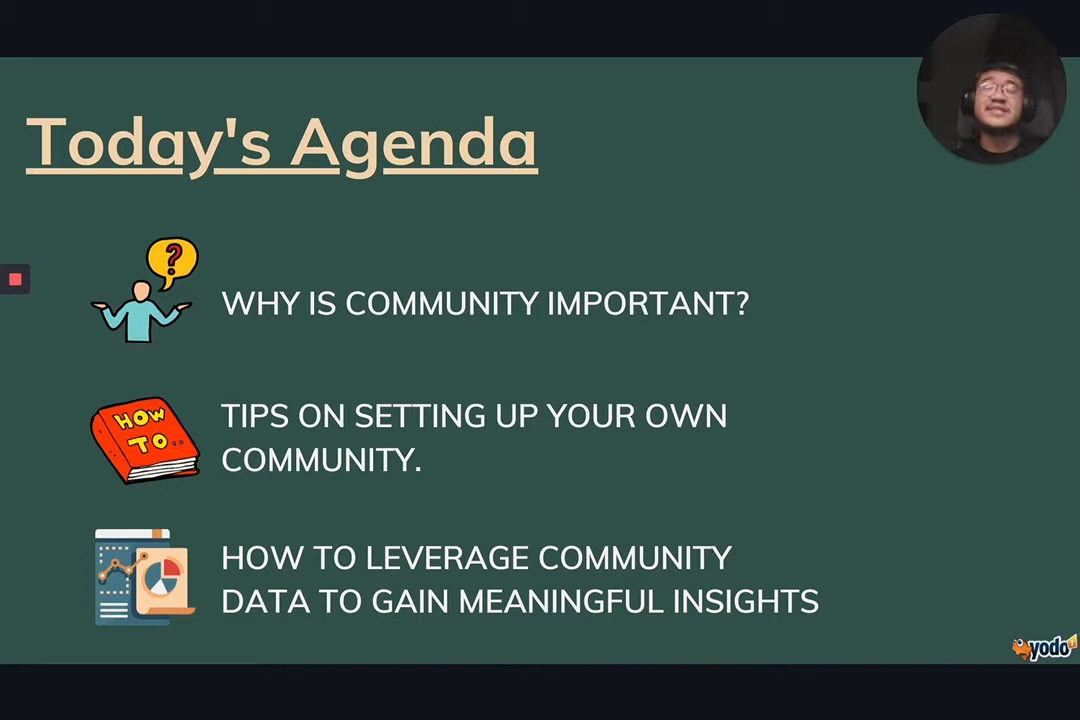 Today's Agenda
?
WHY IS COMMUNITY IMPORTANT?
HOW
TO..
TIPS ON SETTING UP YOUR OWN
COMMUNITY.
HOW TO LEVERAGE COMMUNITY
DATA TO GAIN MEANINGFUL INSIGHTS
yodo1